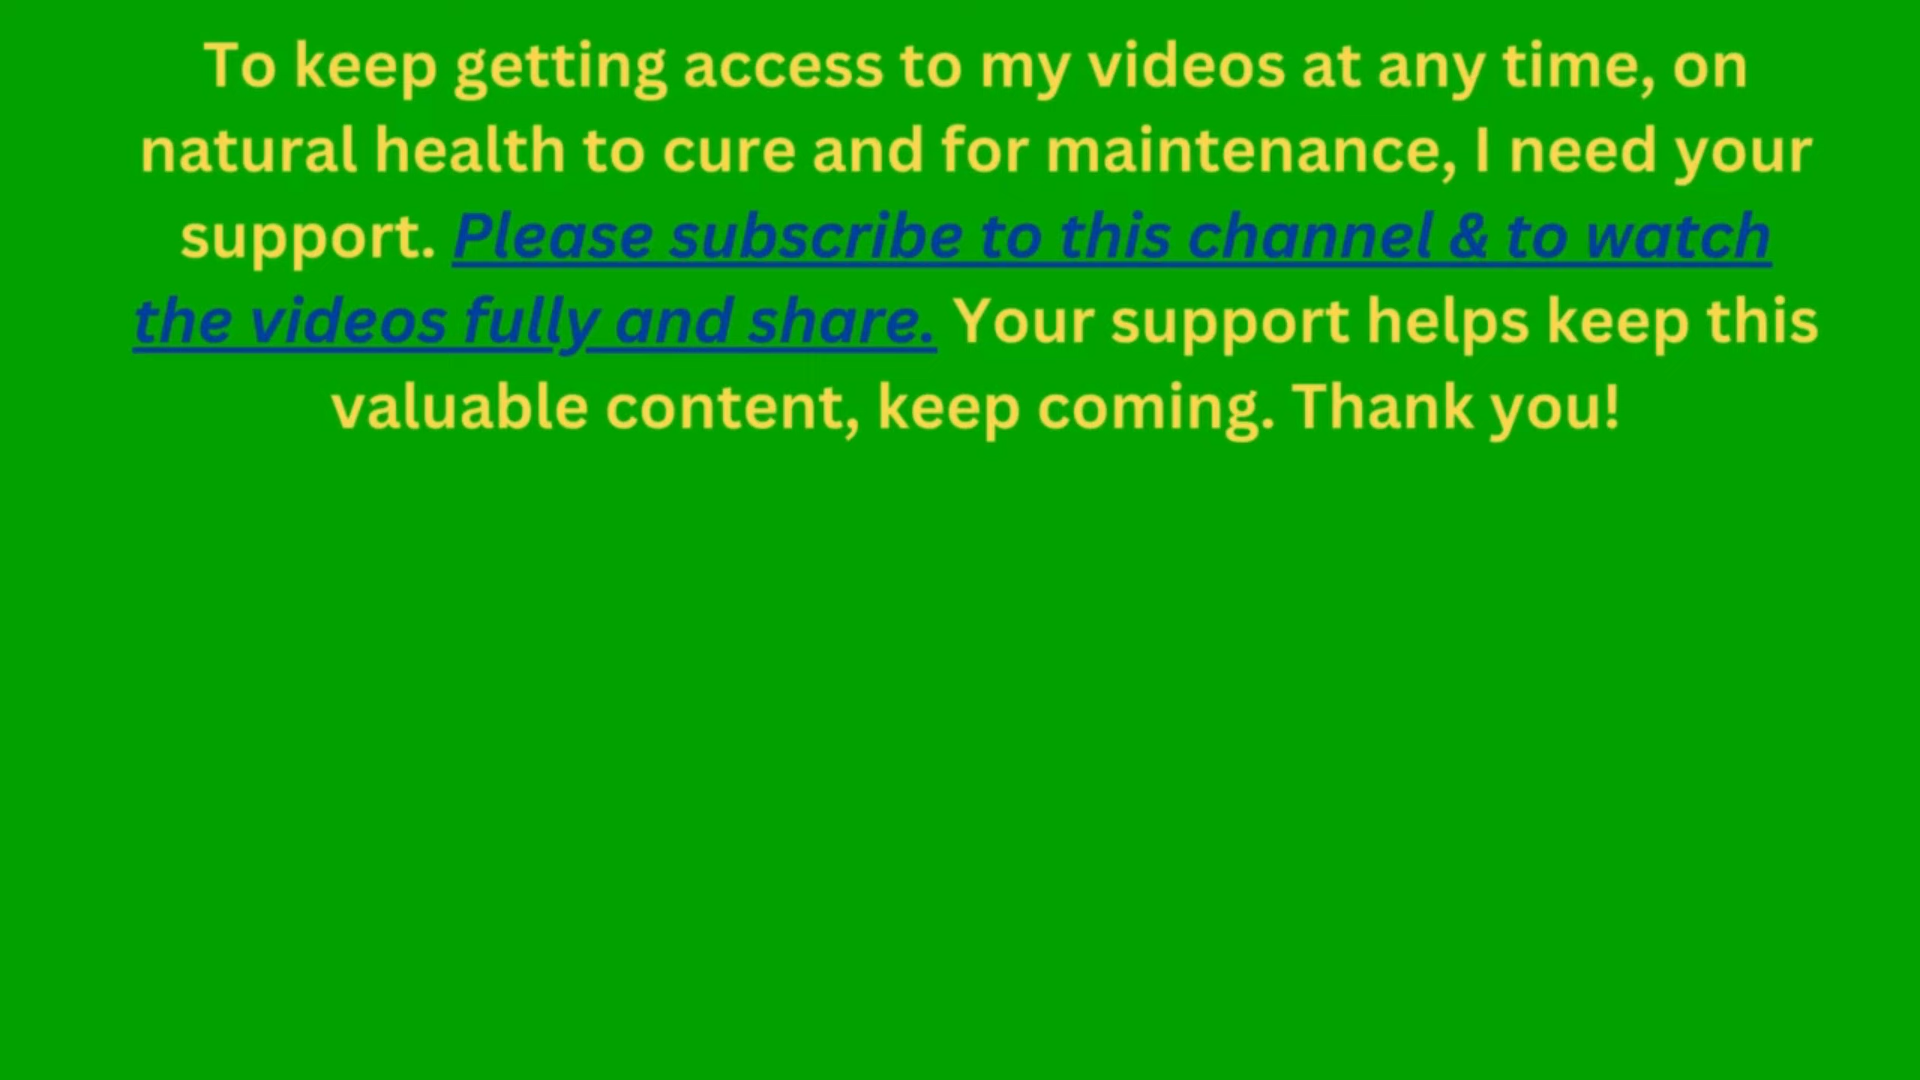 To keep getting access to my videos at any time, on
natural health to cure and for maintenance, I need your
support. Please subscribe to this channel & to watch
the videos fully and share. Your support helps keep this
valuable content, keep coming. Thank you!